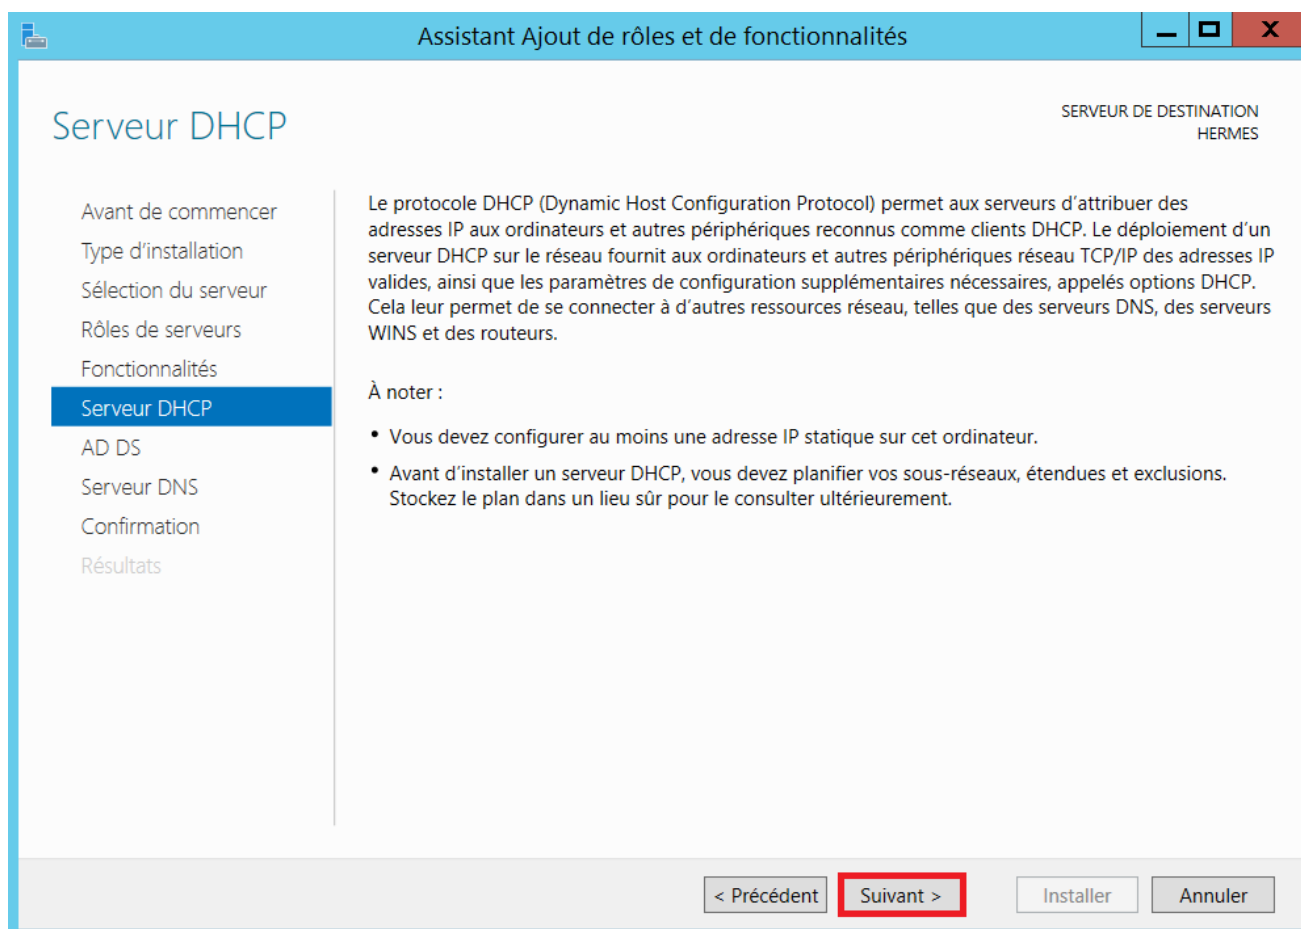 Assistant Ajout de rôles et de fonctionnalités
X
Serveur DHCP
SERVEUR DE DESTINATION
HERMES
Avant de commencer
Type d'installation
Sélection du serveur
Rôles de serveurs
Fonctionnalités
Serveur DHCP
AD DS
Serveur DNS
Confirmation
Résultats
Le protocole DHCP (Dynamic Host Configuration Protocol) permet aux serveurs d'attribuer des
adresses IP aux ordinateurs et autres périphériques reconnus comme clients DHCP. Le déploiement d'un
serveur DHCP sur le réseau fournit aux ordinateurs et autres périphériques réseau TCP/IP des adresses IP
valides, ainsi que les paramètres de configuration supplémentaires nécessaires, appelés options DHCP.
Cela leur permet de se connecter à d'autres ressources réseau, telles que des serveurs DNS, des serveurs
WINS et des routeurs.
À noter :
• Vous devez configurer au moins une adresse IP statique sur cet ordinateur.
• Avant d'installer un serveur DHCP, vous devez planifier vos sous-réseaux, étendues et exclusions.
Stockez le plan dans un lieu sûr pour le consulter ultérieurement.
< Précédent
Suivant >
Installer
Annuler